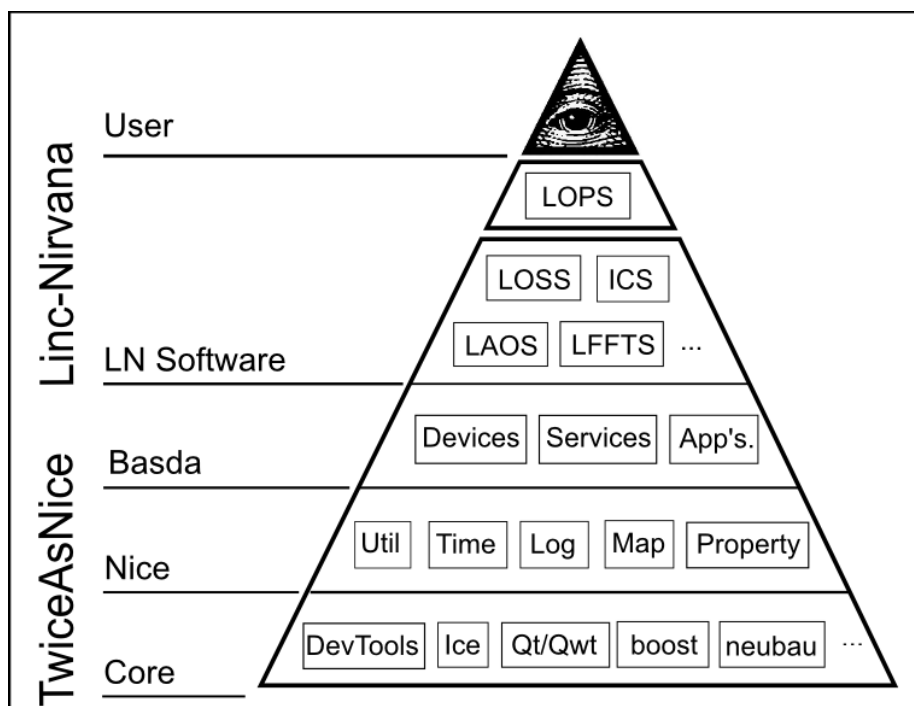 Linc-Nirvana
TwiceAsNice
User
LOPS
LOSS ICS
LAOS LFFTS ...
LN Software
Devices Services App's.
Basda
Util Time Log Map Property
Nice
DevTools Ice Qt/Qwt boost neubau ...
Core